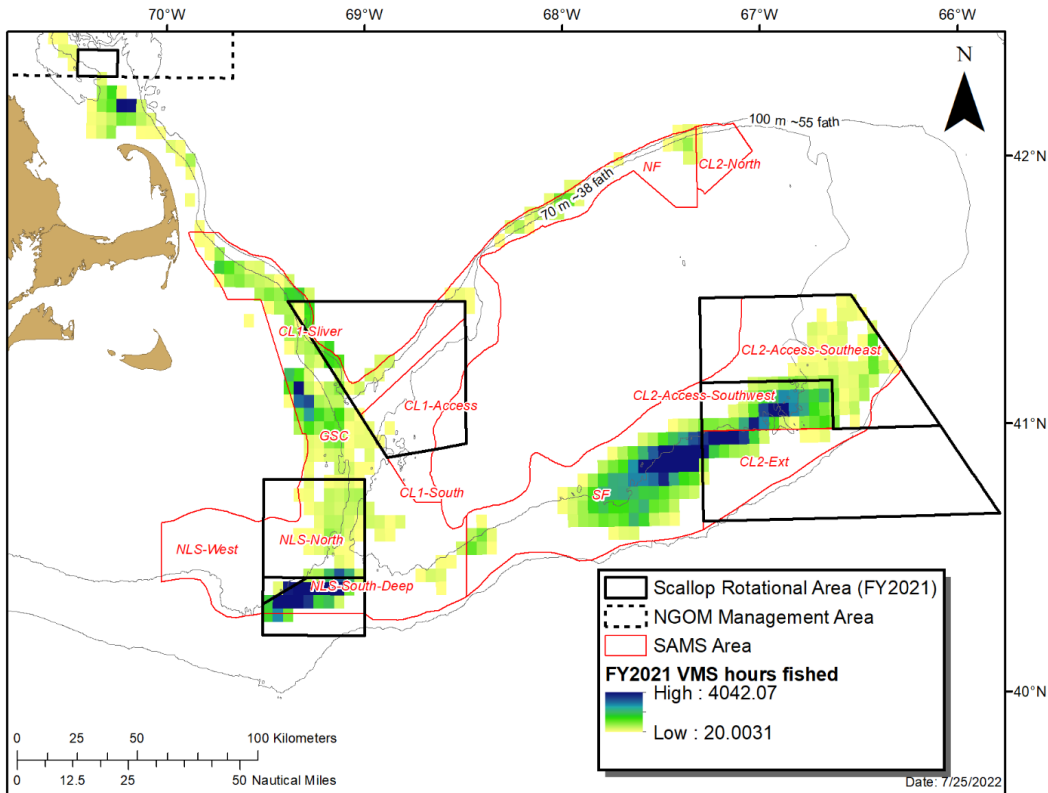 70°W 69°W 68°W 67°W 66°W
N
100 m ~55 fath
42°N
NF
CL2-North
70 m ~38 fath
CL1-Sliver
CL2-Access-Southeast
CL2-Access-Southwest
CL1-Access
41°N
GSC
CL2-Ext
CL1-South
SF
NLS-West
NLS-North
NLS-South-Deep
Scallop Rotational Area (FY2021)
NGOM Management Area
SAMS Area
FY2021 VMS hours fished
High : 4042.07
Low : 20.0031
40°N
0 25 50 100 Kilometers
0 12.5 25 50 Nautical Miles
Date: 7/25/2022